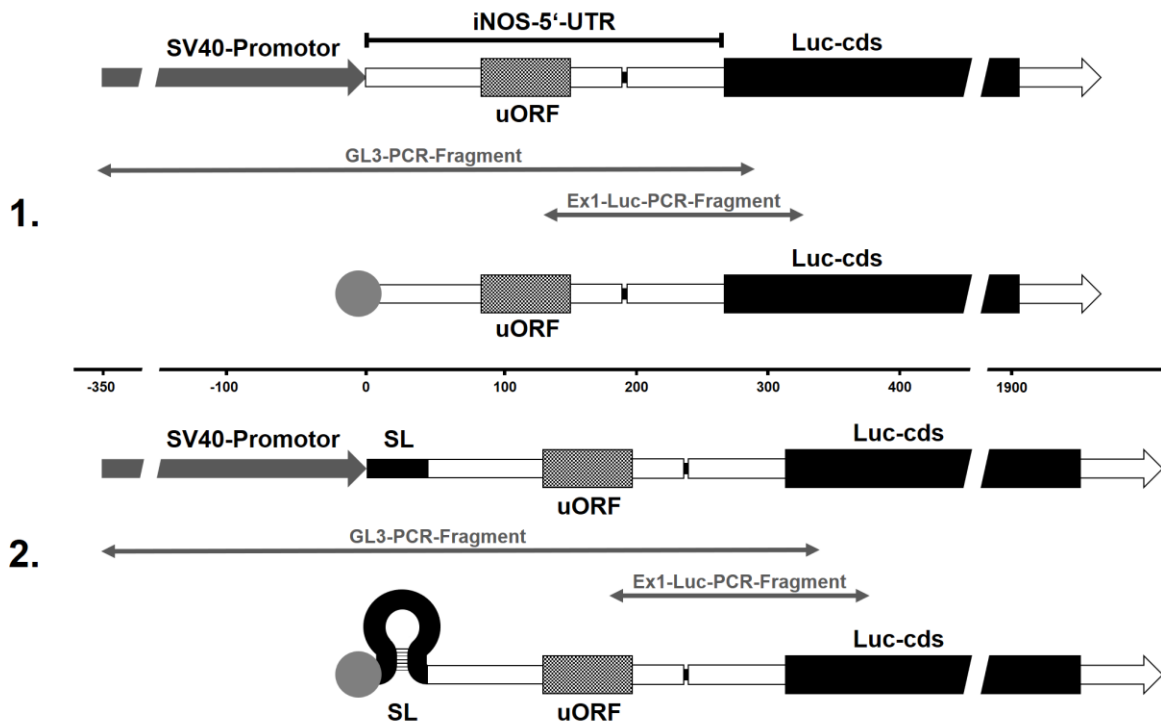 iNOS-5‘-UTR
SV40-Promotor
Luc-cds
uORF
GL3-PCR-Fragment
Ex1-Luc-PCR-Fragment
1.
Luc-cds
uORF
-350 -100 0 100 200 300 400 1900
SV40-Promotor SL Luc-cds
uORF
GL3-PCR-Fragment
2.
Ex1-Luc-PCR-Fragment
Luc-cds
SL uORF